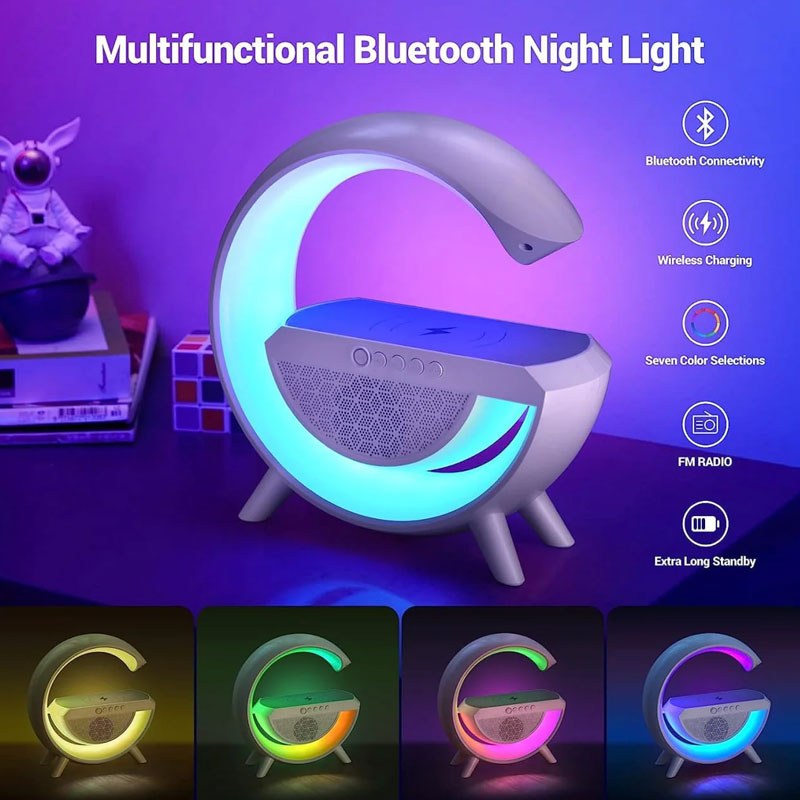 Multifunctional Bluetooth Night Light
Bluetooth Connectivity
Wireless Charging
Seven Color Selections
FM RADIO
Extra Long Standby